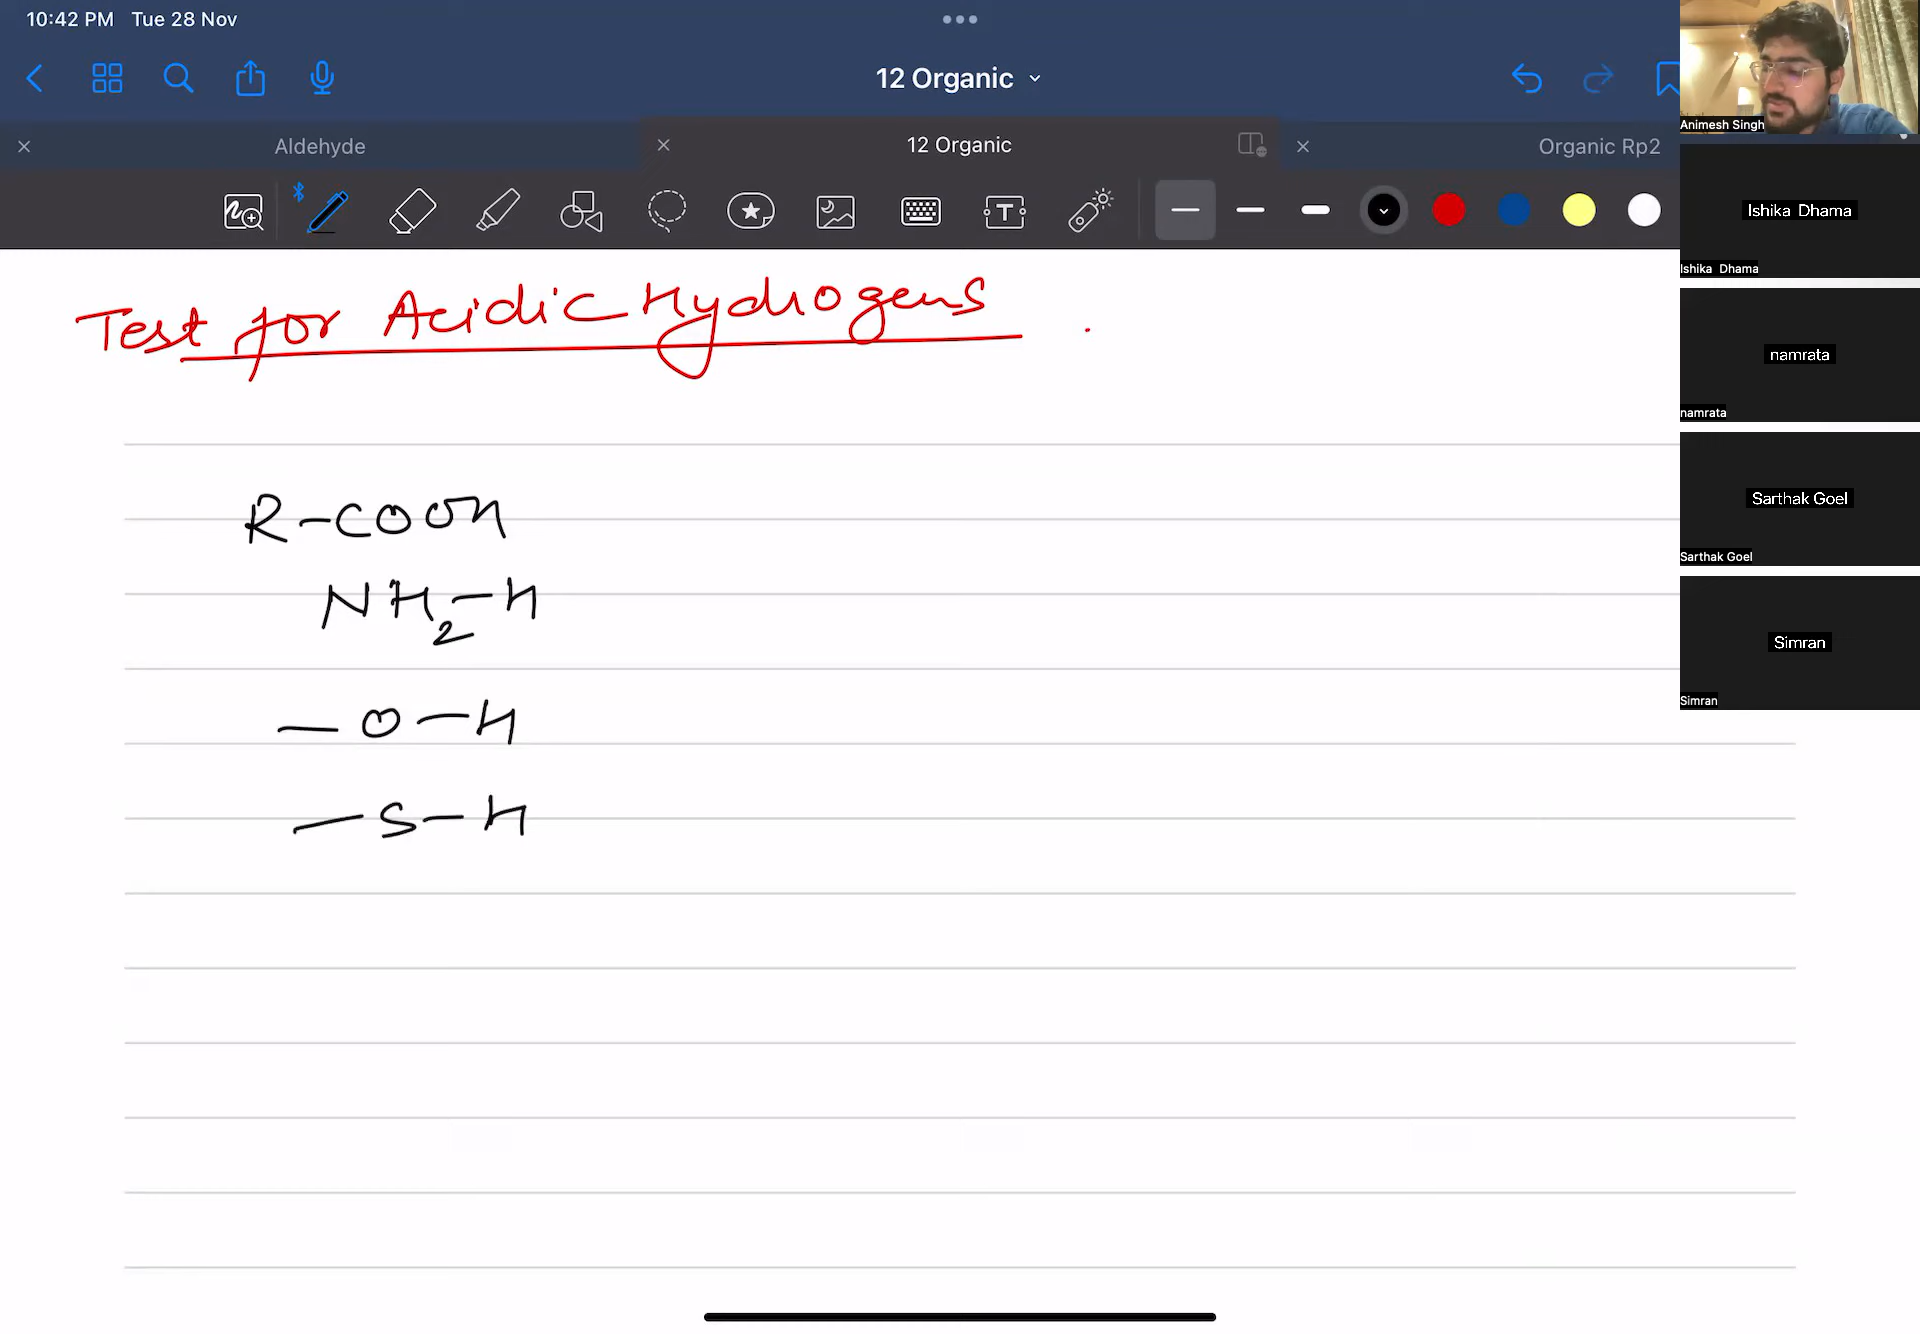 10:42 PM Tue 28 Nov
12 Organic
Aldehyde
12 Organic
Organic Rp2
Test for Acidic Hydrogens
R-COOH
NH2-H
-O-H
-S-H
Animesh Singh
Ishika Dhama
Ishika Dhama
namrata
namrata
Sarthak Goel
Sarthak Goel
Simran
Simran